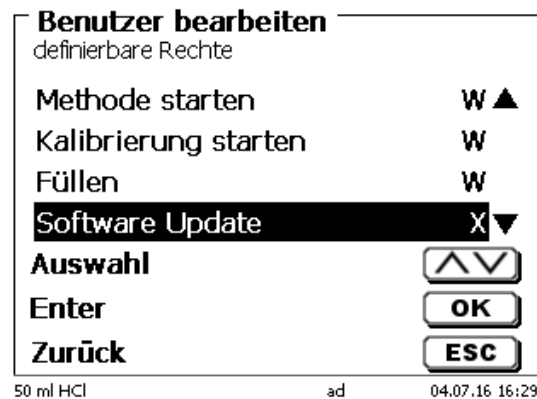 Benutzer bearbeiten
definierbare Rechte
Methode starten W
Kalibrierung starten W
Füllen W
Software Update X
Auswahl
Enter OK
Zurück ESC
50 ml HCl ad 04.07.16 16:29